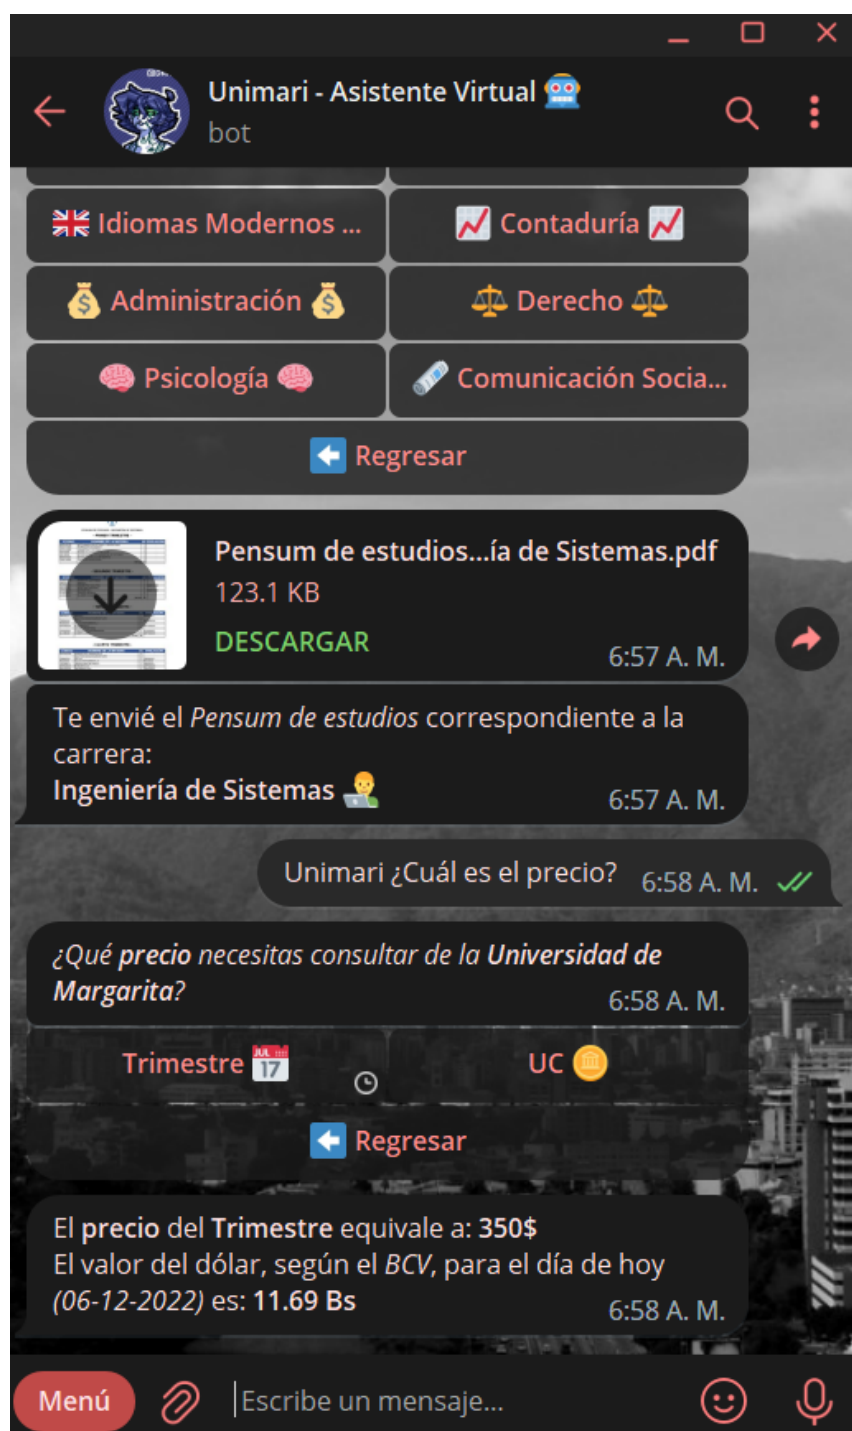 Unimari - Asistente Virtual
bot
Idiomas Modernos ...
Contaduría
Administración
Derecho
Psicología
Comunicación Socia...
Regresar
Pensum de estudios...ía de Sistemas.pdf
123.1 KB
DESCARGAR
6:57 A. M.
Te envié el Pensum de estudios correspondiente a la
carrera:
Ingeniería de Sistemas
6:57 A. M.
Unimari ¿Cuál es el precio? 6:58 A. M.
¿Qué precio necesitas consultar de la Universidad de
Margarita?
6:58 A. M.
Trimestre
JUL
17
UC
Regresar
El precio del Trimestre equivale a: 350$
El valor del dólar, según el BCV, para el día de hoy
(06-12-2022) es: 11.69 Bs
6:58 A. M.
Menú
Escribe un mensaje...